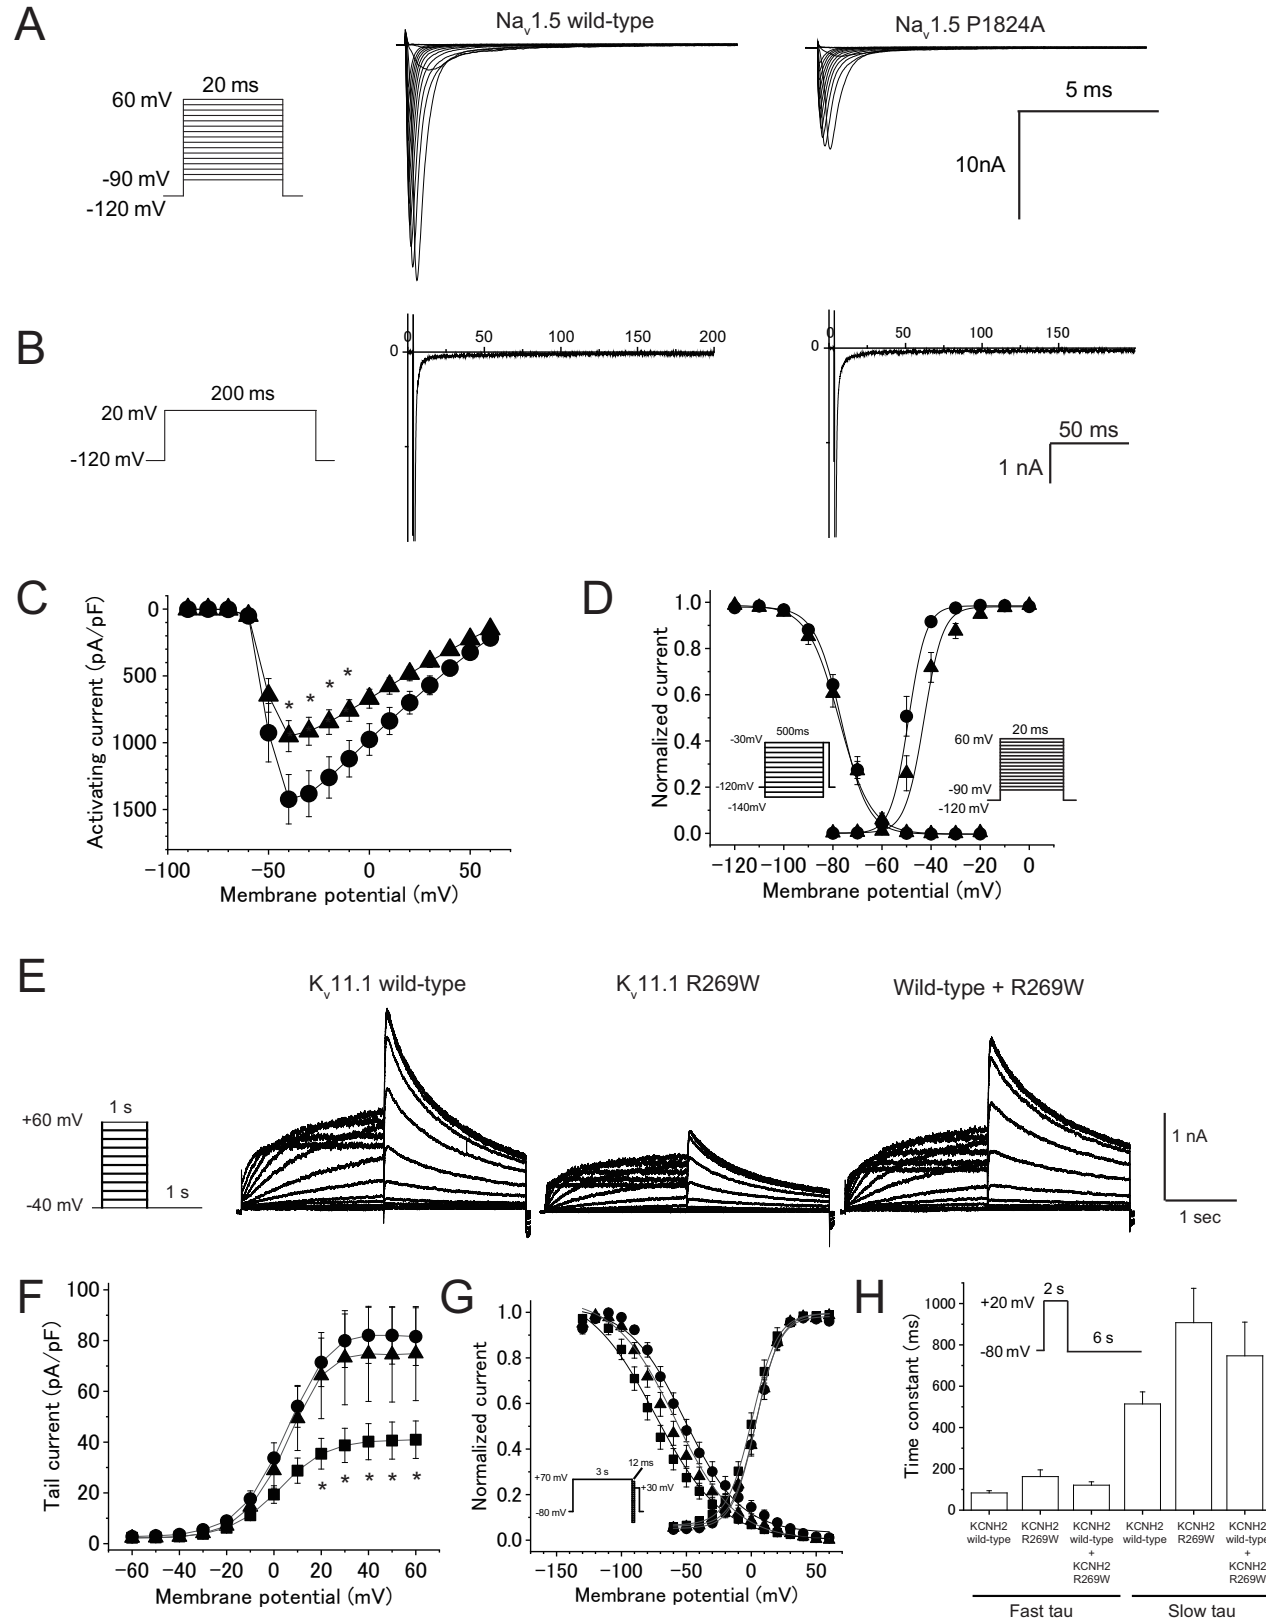 A
Nav1.5 wild-type
Nav1.5 P1824A
20 ms
60 mV
-90 mV
-120 mV
5 ms
10nA
B
200 ms
20 mV
-120 mV
0 50 100 150 200
0
0 50 100 150
0
50 ms
1 nA
C
Activating current (pA/pF)
0
500
1000
1500
* * * *
−100 −50 0 50
Membrane potential (mV)
D
Normalized current
1.0
0.8
0.6
0.4
0.2
0.0
500ms
-30mV
-120mV
-140mV
20 ms
60 mV
-90 mV
-120 mV
−120 −100 −80 −60 −40 −20 0
Membrane potential (mV)
E
Kv11.1 wild-type
Kv11.1 R269W
Wild-type + R269W
1 s
+60 mV
1 s
-40 mV
1 nA
1 sec
F
Tail current (pA/pF)
100
80
60
40
20
0
* * * * *
−60 −40 −20 0 20 40 60
Membrane potential (mV)
G
Normalized current
1.0
0.8
0.6
0.4
0.2
0.0
12 ms
3 s
+70 mV
+30 mV
-80 mV
−150 −100 −50 0 50
Membrane potential (mV)
H
Time constant (ms)
1000
800
600
400
200
0
2 s
+20 mV
6 s
-80 mV
KCNH2
wild-type
KCNH2
R269W
KCNH2
wild-type
+
KCNH2
R269W
KCNH2
wild-type
KCNH2
R269W
KCNH2
wild-type
+
KCNH2
R269W
Fast tau
Slow tau